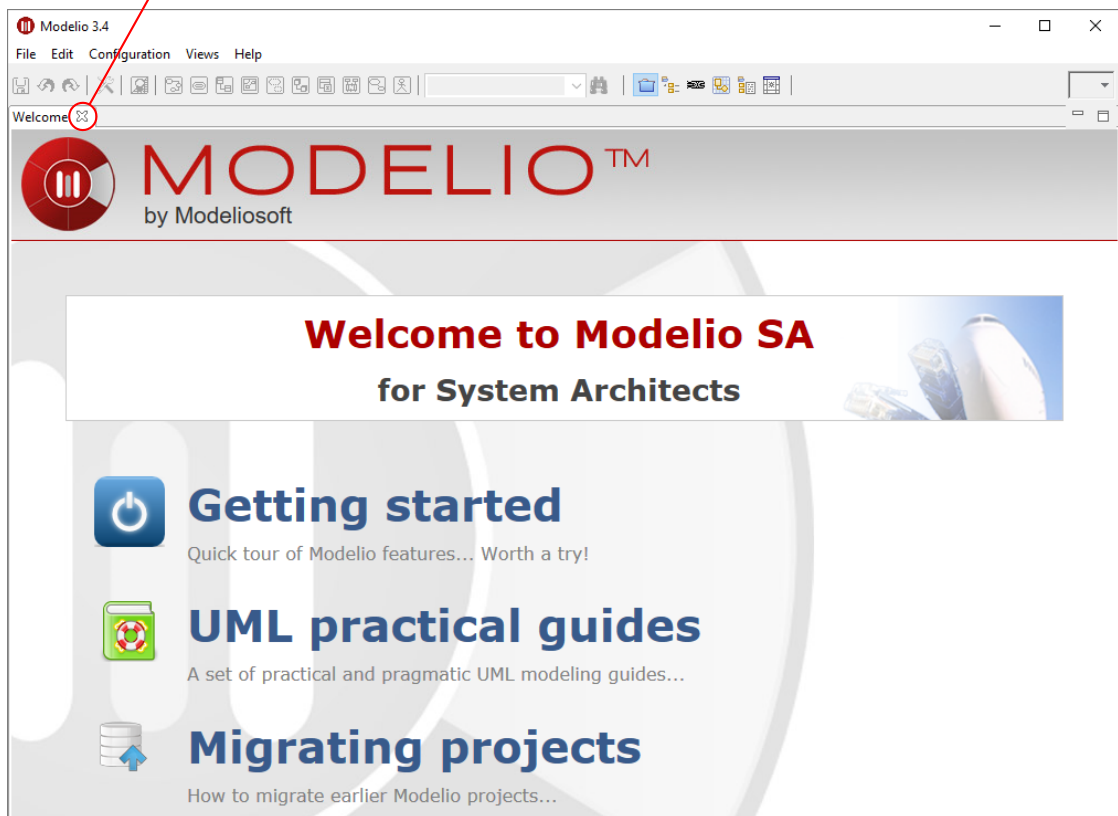 Modelio 3.4
File Edit Configuration Views Help
Welcome
MODELIO™
by Modeliosoft
Welcome to Modelio SA
for System Architects
Getting started
Quick tour of Modelio features... Worth a try!
UML practical guides
A set of practical and pragmatic UML modeling guides...
Migrating projects
How to migrate earlier Modelio projects...